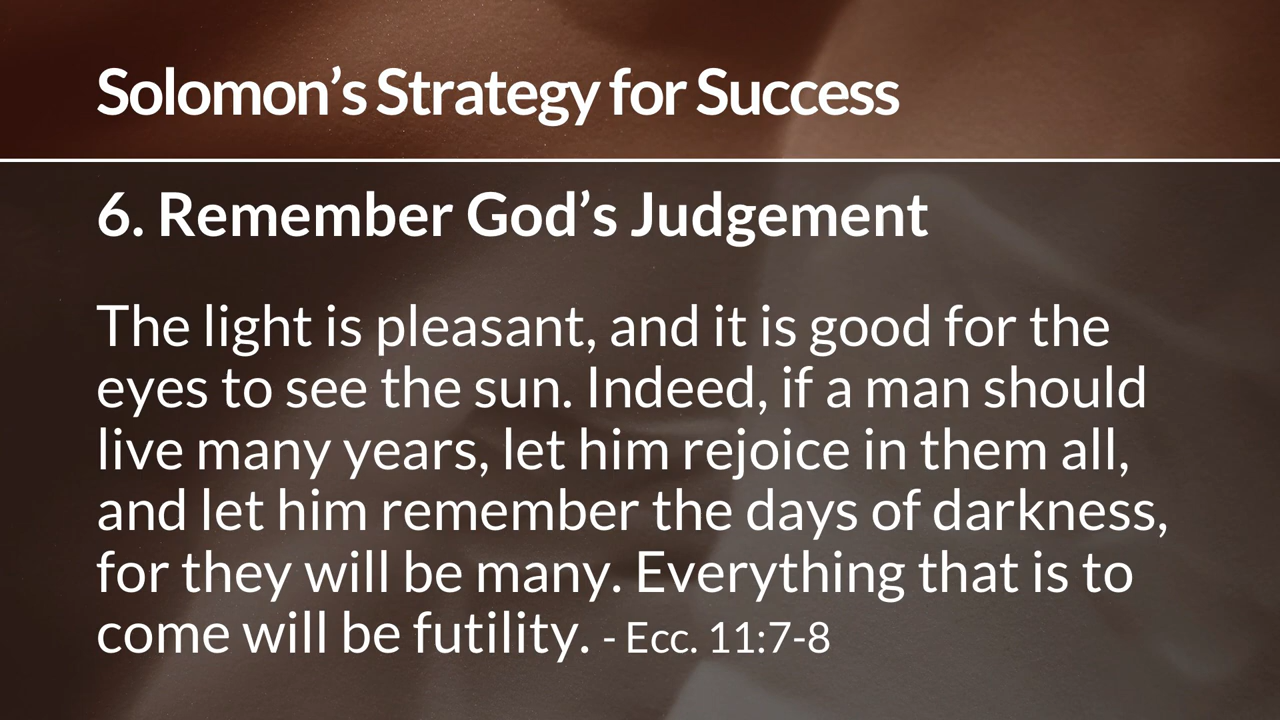 Solomon’s Strategy for Success
6. Remember God’s Judgement
The light is pleasant, and it is good for the
eyes to see the sun. Indeed, if a man should
live many years, let him rejoice in them all,
and let him remember the days of darkness,
for they will be many. Everything that is to
come will be futility. - Ecc. 11:7-8